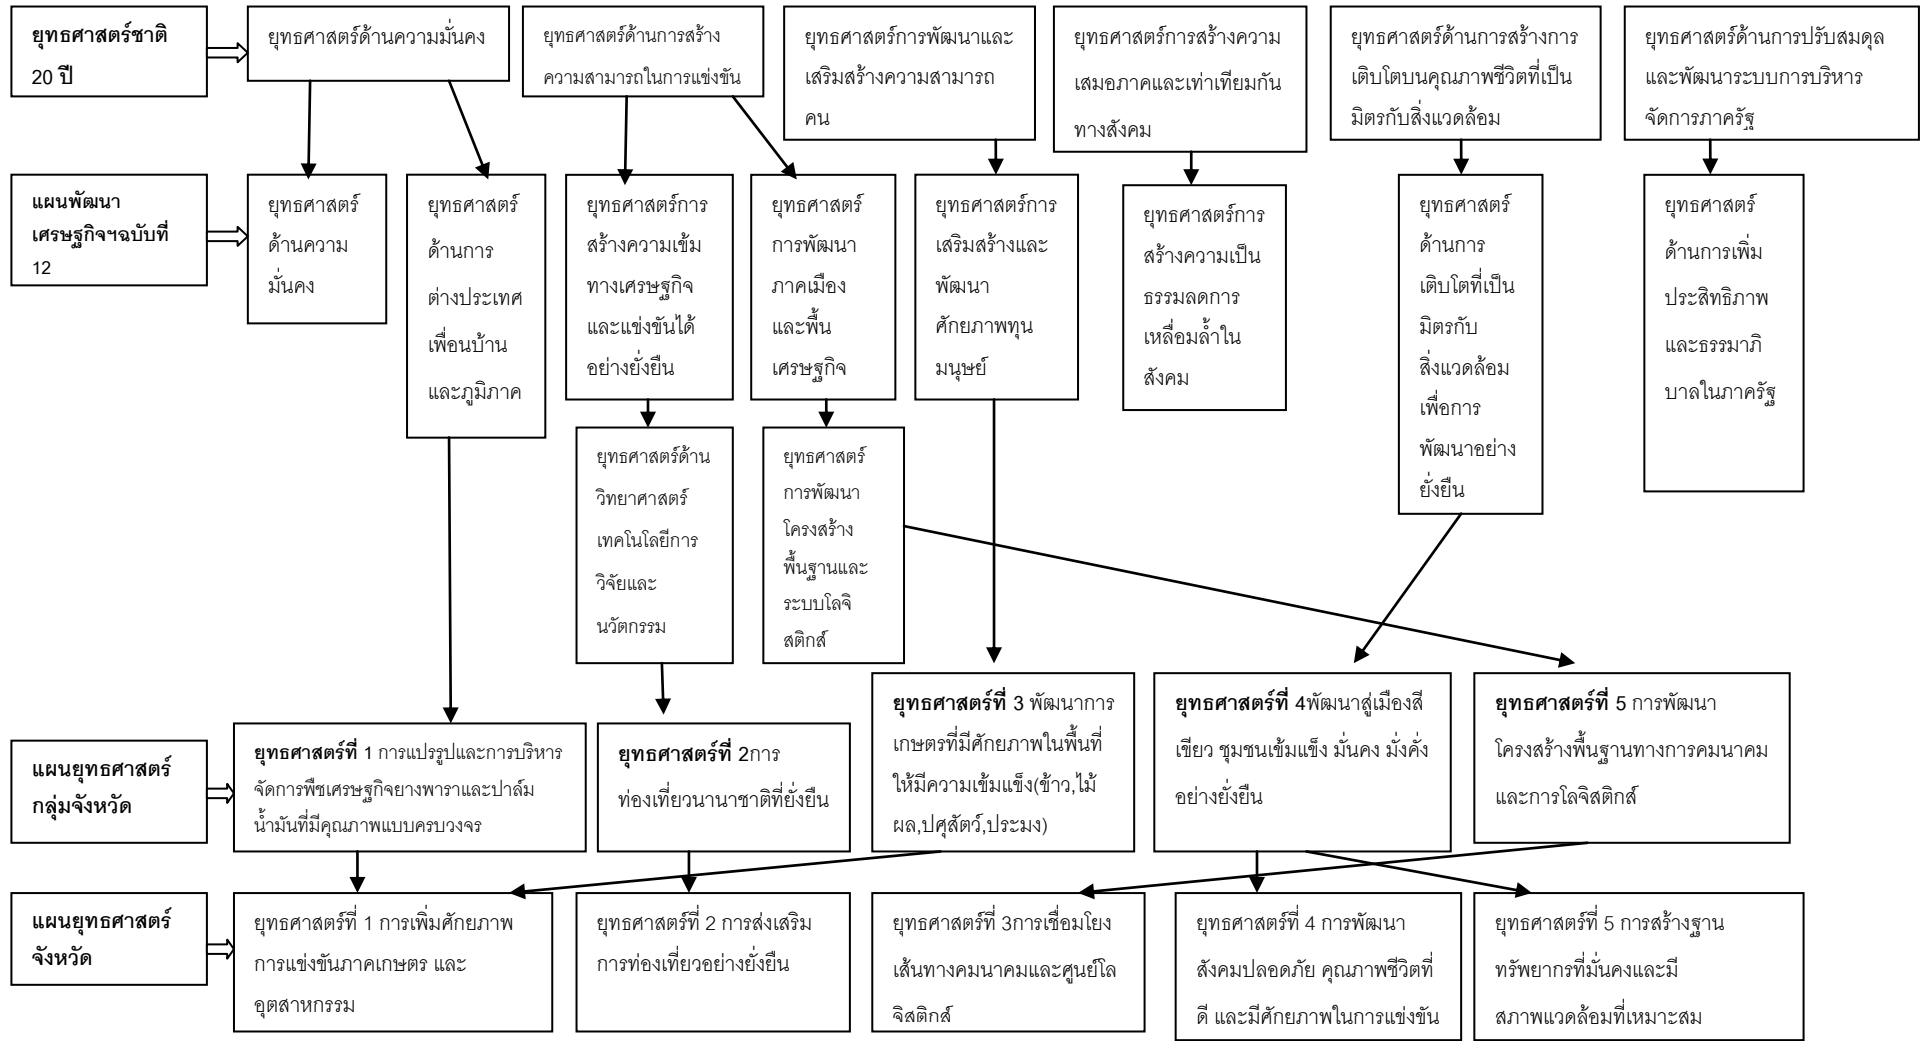 ยุทธศาสตร์ชาติ
20 ปี
ยุทธศาสตร์ด้านความมั่นคง
ยุทธศาสตร์ด้านการสร้าง
ความสามารถในการแข่งขัน
ยุทธศาสตร์การพัฒนาและ
เสริมสร้างความสามารถ
คน
ยุทธศาสตร์การสร้างความ
เสมอภาคและเท่าเทียมกัน
ทางสังคม
ยุทธศาสตร์ด้านการสร้างการ
เติบโตบนคุณภาพชีวิตที่เป็น
มิตรกับสิ่งแวดล้อม
ยุทธศาสตร์ด้านการปรับสมดุล
และพัฒนาระบบการบริหาร
จัดการภาครัฐ
แผนพัฒนา
เศรษฐกิจฯฉบับที่
12
ยุทธศาสตร์
ด้านความ
มั่นคง
ยุทธศาสตร์
ด้านการ
ต่างประเทศ
เพื่อนบ้าน
และภูมิภาค
ยุทธศาสตร์การ
สร้างความเข้ม
ทางเศรษฐกิจ
และแข่งขันได้
อย่างยั่งยืน
ยุทธศาสตร์
การพัฒนา
ภาคเมือง
และพื้น
เศรษฐกิจ
ยุทธศาสตร์การ
เสริมสร้างและ
พัฒนา
ศักยภาพทุน
มนุษย์
ยุทธศาสตร์การ
สร้างความเป็น
ธรรมลดการ
เหลื่อมล้ำใน
สังคม
ยุทธศาสตร์
ด้านการ
เติบโตที่เป็น
มิตรกับ
สิ่งแวดล้อม
เพื่อการ
พัฒนาอย่าง
ยั่งยืน
ยุทธศาสตร์
ด้านการเพิ่ม
ประสิทธิภาพ
และธรรมาภิ
บาลในภาครัฐ
ยุทธศาสตร์ด้าน
วิทยาศาสตร์
เทคโนโลยีการ
วิจัยและ
นวัตกรรม
ยุทธศาสตร์
การพัฒนา
โครงสร้าง
พื้นฐานและ
ระบบโลจิ
สติกส์
แผนยุทธศาสตร์
กลุ่มจังหวัด
ยุทธศาสตร์ที่ 1 การแปรรูปและการบริหาร
จัดการพืชเศรษฐกิจยางพาราและปาล์ม
น้ำมันที่มีคุณภาพแบบครบวงจร
ยุทธศาสตร์ที่ 2การ
ท่องเที่ยวนานาชาติที่ยั่งยืน
ยุทธศาสตร์ที่ 3 พัฒนาการ
เกษตรที่มีศักยภาพในพื้นที่
ให้มีความเข้มแข็ง(ข้าว,ไม้
ผล,ปศุสัตว์,ประมง)
ยุทธศาสตร์ที่ 4พัฒนาสู่เมืองสี
เขียว ชุมชนเข้มแข็ง มั่นคง มั่งคั่ง
อย่างยั่งยืน
ยุทธศาสตร์ที่ 5 การพัฒนา
โครงสร้างพื้นฐานทางการคมนาคม
และการโลจิสติกส์
แผนยุทธศาสตร์
จังหวัด
ยุทธศาสตร์ที่ 1 การเพิ่มศักยภาพ
การแข่งขันภาคเกษตร และ
อุตสาหกรรม
ยุทธศาสตร์ที่ 2 การส่งเสริม
การท่องเที่ยวอย่างยั่งยืน
ยุทธศาสตร์ที่ 3การเชื่อมโยง
เส้นทางคมนาคมและศูนย์โล
จิสติกส์
ยุทธศาสตร์ที่ 4 การพัฒนา
สังคมปลอดภัย คุณภาพชีวิตที่
ดี และมีศักยภาพในการแข่งขัน
ยุทธศาสตร์ที่ 5 การสร้างฐาน
ทรัพยากรที่มั่นคงและมี
สภาพแวดล้อมที่เหมาะสม